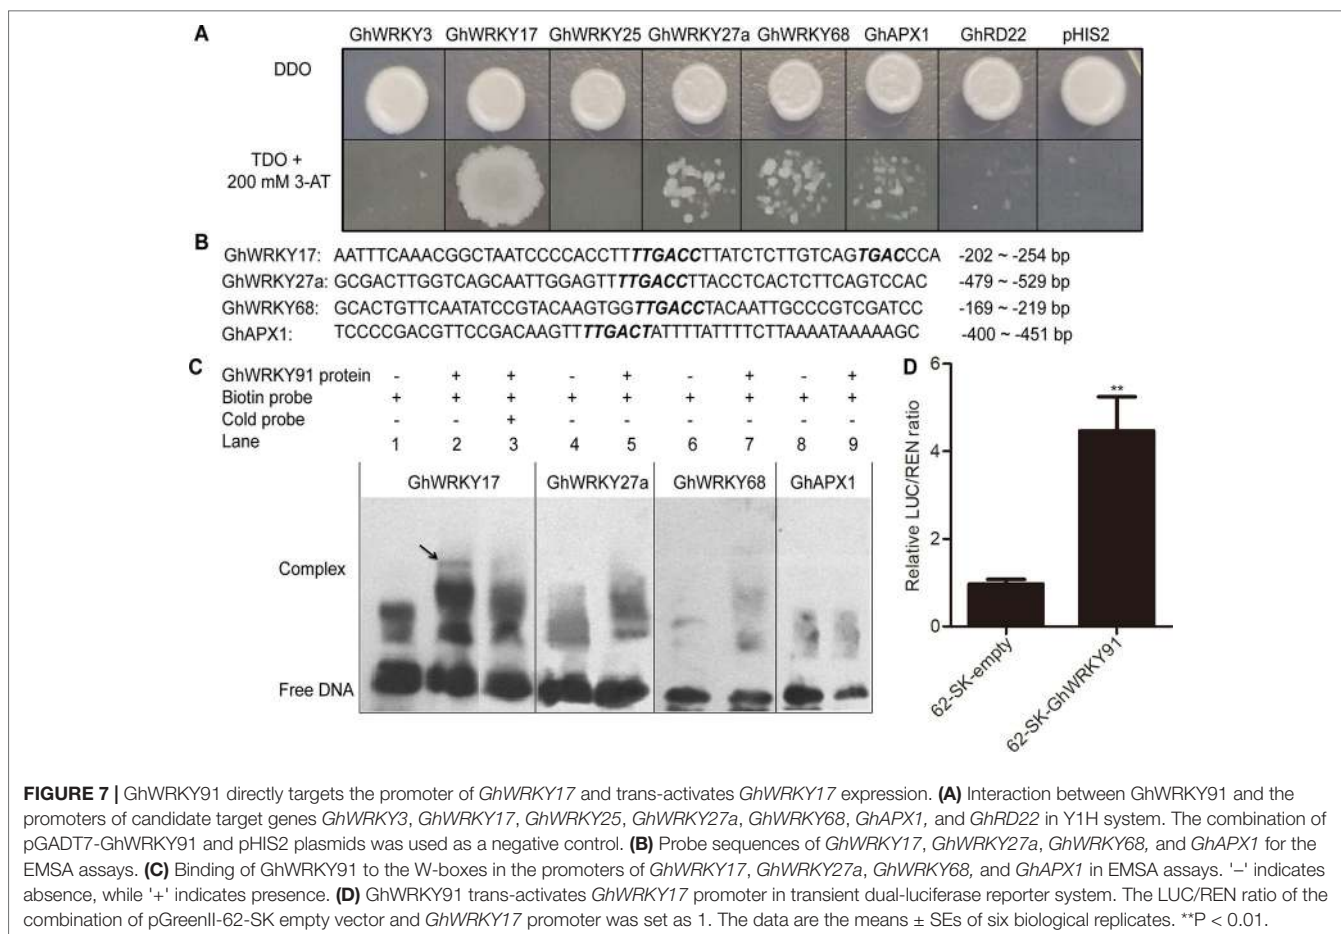 A
GhWRKY3 GhWRKY17 GhWRKY25 GhWRKY27a GhWRKY68 GhAPX1 GhRD22 pHIS2
DDO
TDO +
200 mM 3-AT
B
GhWRKY17: AATTTCAAACGGCTAATCCCCACCTTTTGACCTTATCTCTTGTCAGTGACCCA -202 ~ -254 bp
GhWRKY27a: GCGACTTGGTCAGCAATTGGAGTTTTGACCTTACCTCACTCTTCAGTCCAC -479 ~ -529 bp
GhWRKY68: GCACTGTTCAATATCCGTACAAGTGGTTGACCTACAATTGCCCGTCGATCC -169 ~ -219 bp
GhAPX1: TCCCCGACGTTCCGACAAGTTTTGACTATTTTATTTTCTTAAAATAAAAAGC -400 ~ -451 bp
C
GhWRKY91 protein - + + - + - + - +
Biotin probe + + + + + + + + +
Cold probe - - + - - - - - -
Lane 1 2 3 4 5 6 7 8 9
GhWRKY17 GhWRKY27a GhWRKY68 GhAPX1
Complex
Free DNA
D
Relative LUC/REN ratio
6
4
2
0
**
62-SK-empty
62-SK-GhWRKY91
FIGURE 7 | GhWRKY91 directly targets the promoter of GhWRKY17 and trans-activates GhWRKY17 expression. (A) Interaction between GhWRKY91 and the
promoters of candidate target genes GhWRKY3, GhWRKY17, GhWRKY25, GhWRKY27a, GhWRKY68, GhAPX1, and GhRD22 in Y1H system. The combination of
pGADT7-GhWRKY91 and pHIS2 plasmids was used as a negative control. (B) Probe sequences of GhWRKY17, GhWRKY27a, GhWRKY68, and GhAPX1 for the
EMSA assays. (C) Binding of GhWRKY91 to the W-boxes in the promoters of GhWRKY17, GhWRKY27a, GhWRKY68, and GhAPX1 in EMSA assays. '–' indicates
absence, while '+' indicates presence. (D) GhWRKY91 trans-activates GhWRKY17 promoter in transient dual-luciferase reporter system. The LUC/REN ratio of the
combination of pGreenII-62-SK empty vector and GhWRKY17 promoter was set as 1. The data are the means ± SEs of six biological replicates. **P < 0.01.